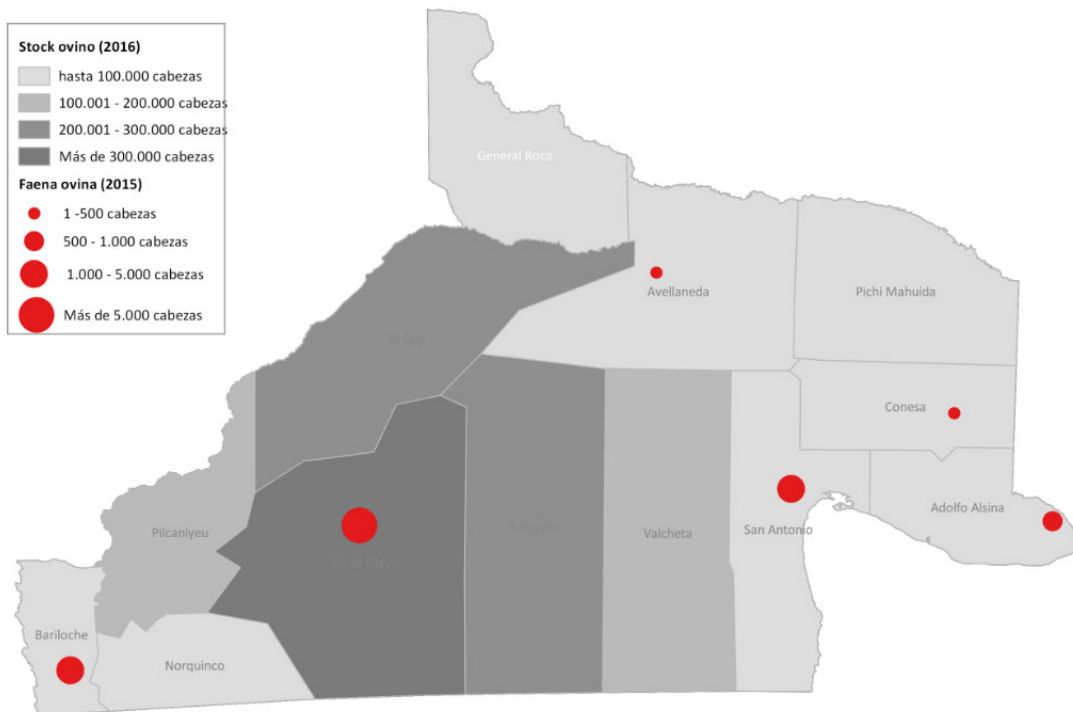 Stock ovino (2016)
hasta 100.000 cabezas
100.001 - 200.000 cabezas
200.001 - 300.000 cabezas
Más de 300.000 cabezas
Faena ovina (2015)
1 -500 cabezas
500 - 1.000 cabezas
1.000 - 5.000 cabezas
Más de 5.000 cabezas
General Roca
Avellaneda
Pichi Mahuida
El Cuy
Conesa
Adolfo Alsina
San Antonio
Valcheta
9 de Julio
25 de Mayo
Pilcaniyeu
Bariloche
Norquinco